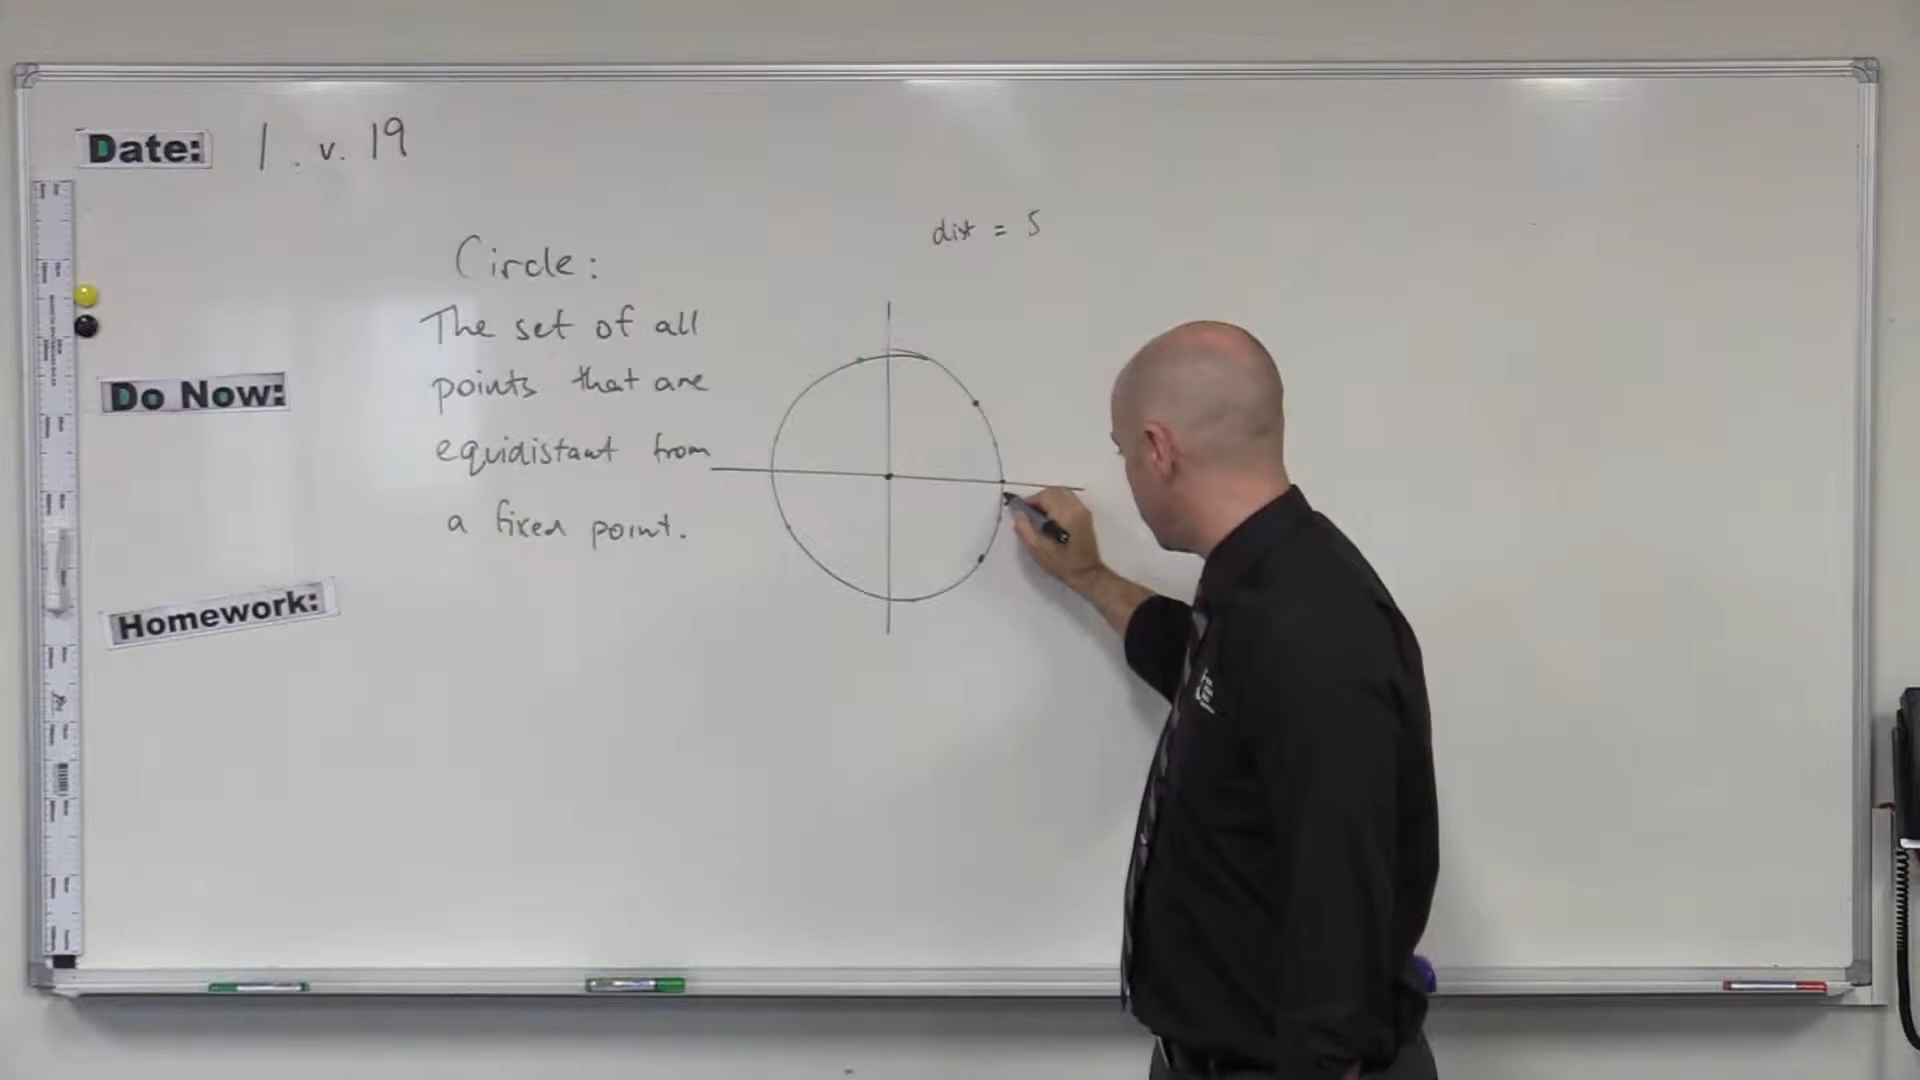 Date: 1 . v. 19
dist = 5
Circle:
The set of all
points that are
equidistant from
a fixed point.
Do Now:
Homework: